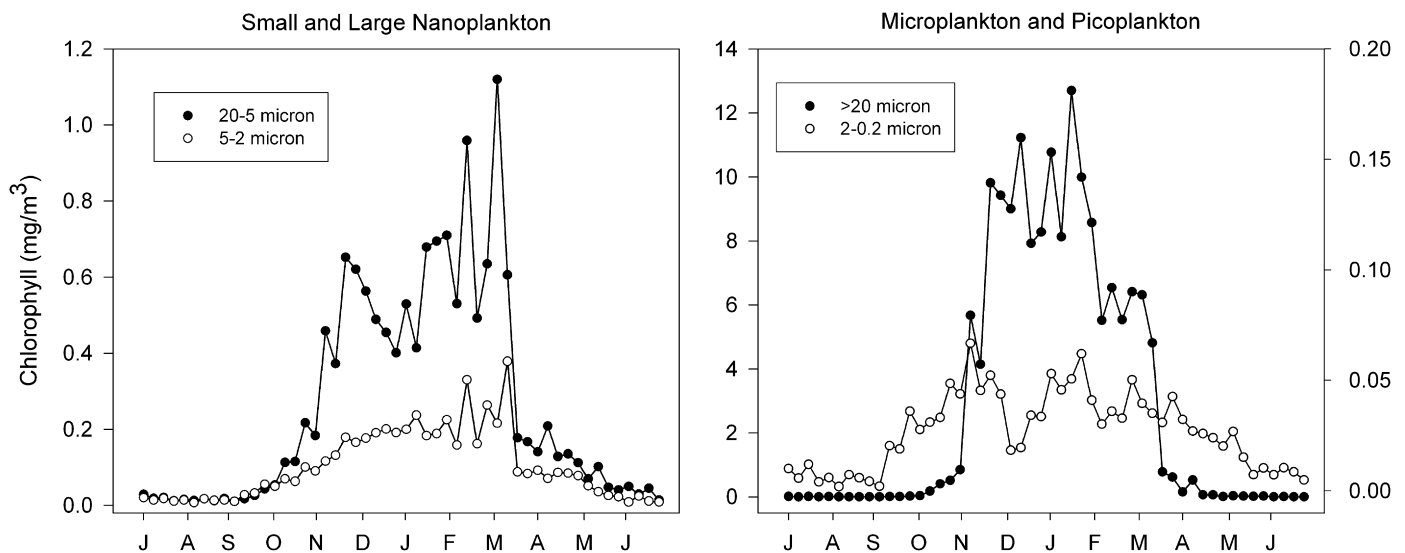 Small and Large Nanoplankton
Microplankton and Picoplankton
Chlorophyll (mg/m3)
1.2
1.0
0.8
0.6
0.4
0.2
0.0
20-5 micron
5-2 micron
J A S O N D J F M A M J
14
12
10
8
6
4
2
0
>20 micron
2-0.2 micron
0.20
0.15
0.10
0.05
0.00
J A S O N D J F M A M J